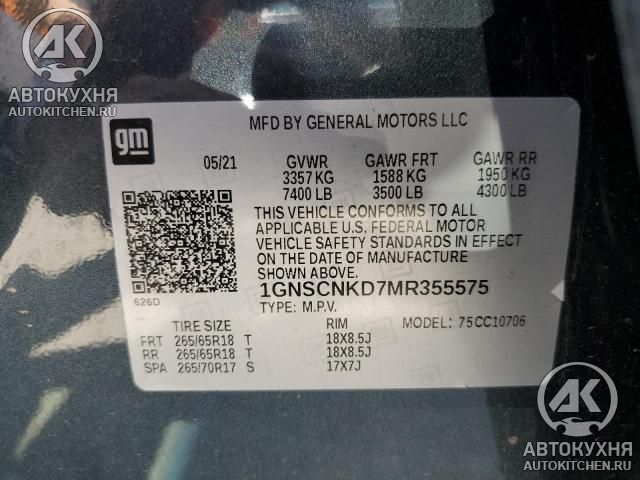 АК
АВТОКУХНЯ
AUTOKITCHEN.RU
gm
MFD BY GENERAL MOTORS LLC
05/21 GVWR GAWR FRT GAWR RR
3357 KG 1588 KG 1950 KG
7400 LB 3500 LB 4300 LB
THIS VEHICLE CONFORMS TO ALL
APPLICABLE U.S. FEDERAL MOTOR
VEHICLE SAFETY STANDARDS IN EFFECT
ON THE DATE OF MANUFACTURE
SHOWN ABOVE.
626D
1GNSCNKD7MR355575
TYPE: M.P.V.
TIRE SIZE RIM MODEL: 75CC10706
FRT 265/65R18 T 18X8.5J
RR 265/65R18 T 18X8.5J
SPA 265/70R17 S 17X7J
АК
АВТОКУХНЯ
AUTOKITCHEN.RU